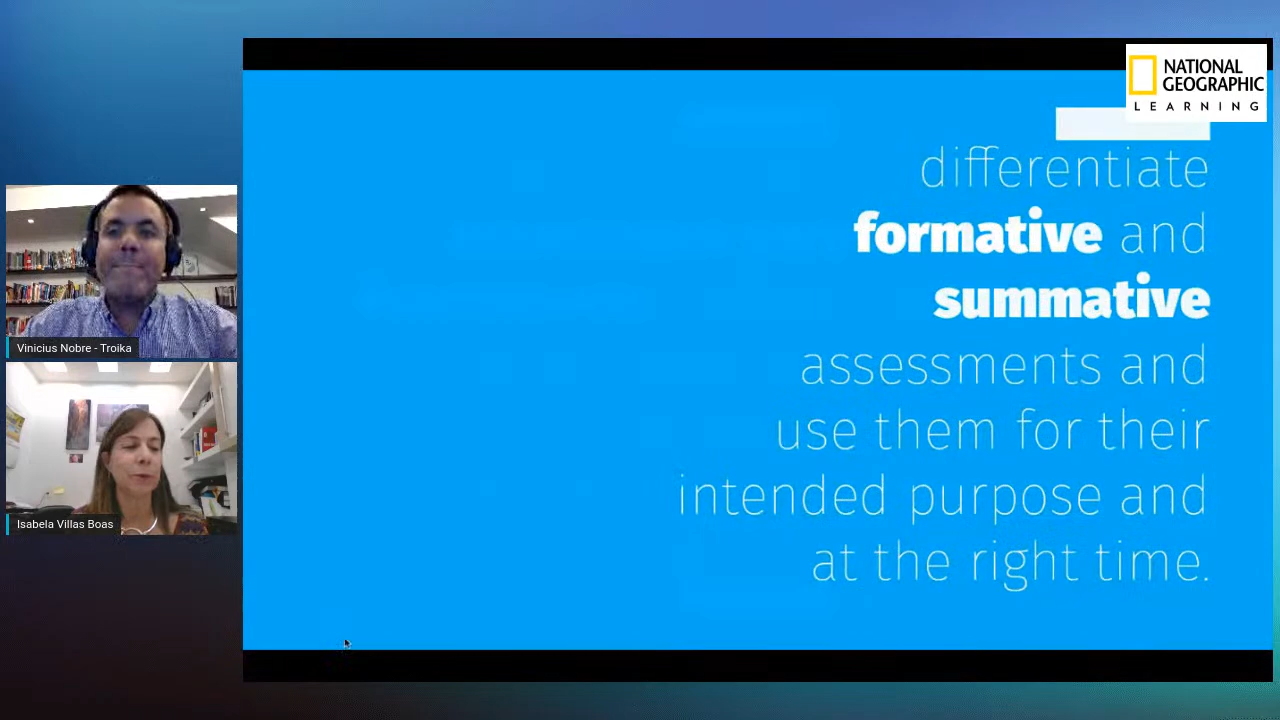 NATIONAL
GEOGRAPHIC
LEARNING
differentiate
formative and
summative
assessments and
use them for their
intended purpose and
at the right time.
Vinicius Nobre - Troika
Isabela Villas Boas